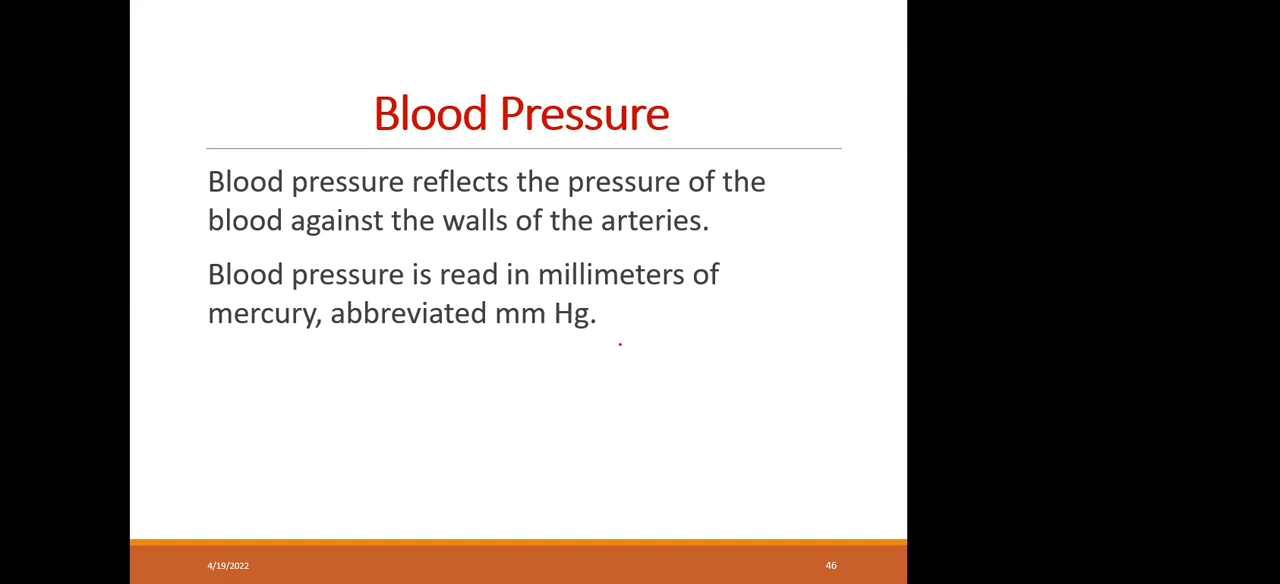 Blood Pressure
Blood pressure reflects the pressure of the
blood against the walls of the arteries.
Blood pressure is read in millimeters of
mercury, abbreviated mm Hg.
4/19/2022
46